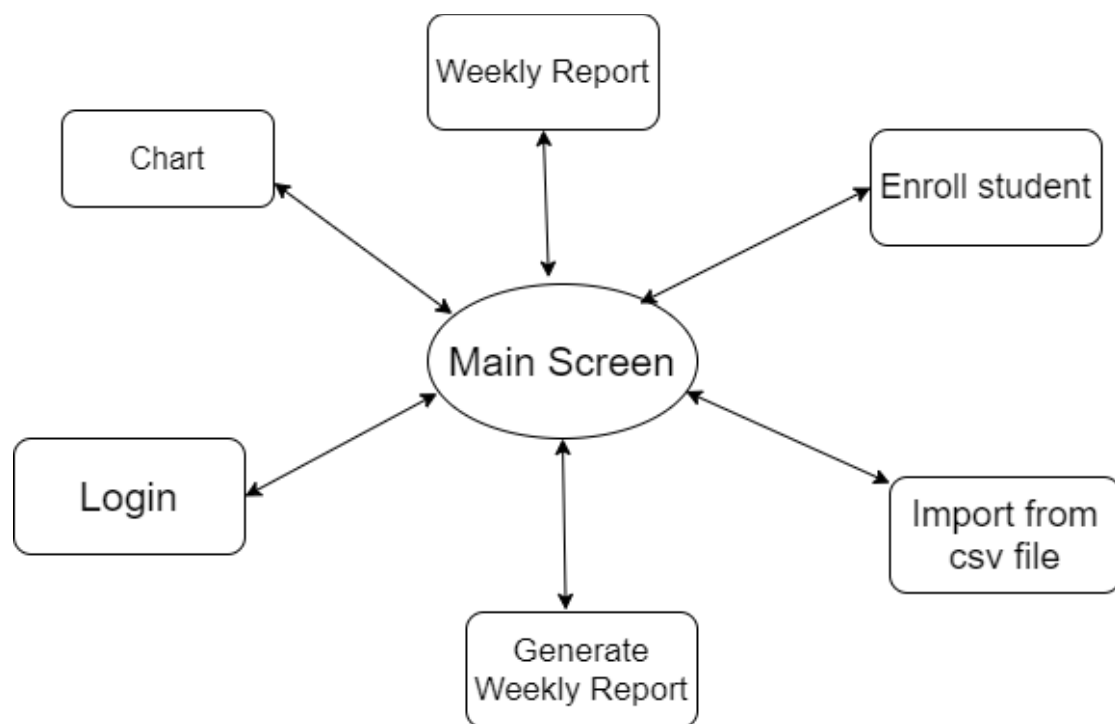 Weekly Report
Chart
Enroll student
Main Screen
Login
Import from
csv file
Generate
Weekly Report